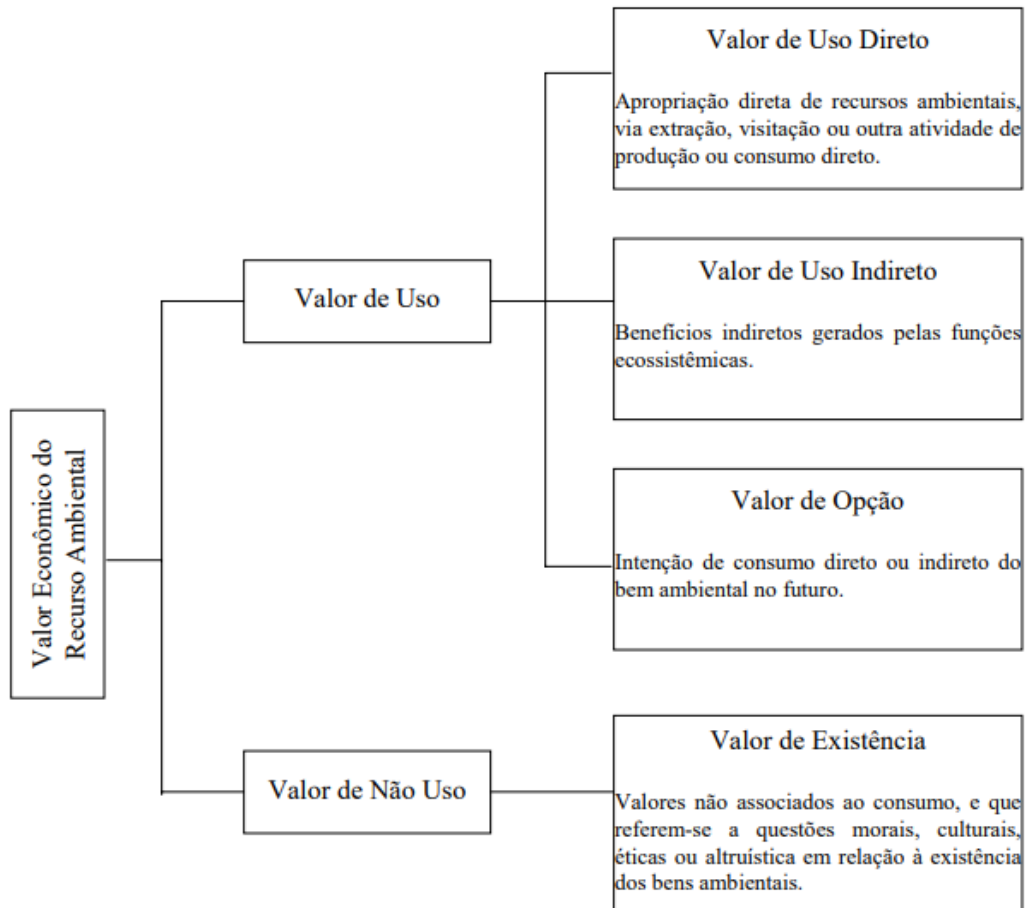 Valor Econômico do
Recurso Ambiental
Valor de Uso
Valor de Uso Direto
Apropriação direta de recursos ambientais,
via extração, visitação ou outra atividade de
produção ou consumo direto.
Valor de Uso Indireto
Benefícios indiretos gerados pelas funções
ecossistêmicas.
Valor de Opção
Intenção de consumo direto ou indireto do
bem ambiental no futuro.
Valor de Não Uso
Valor de Existência
Valores não associados ao consumo, e que
referem-se a questões morais, culturais,
éticas ou altruística em relação à existência
dos bens ambientais.